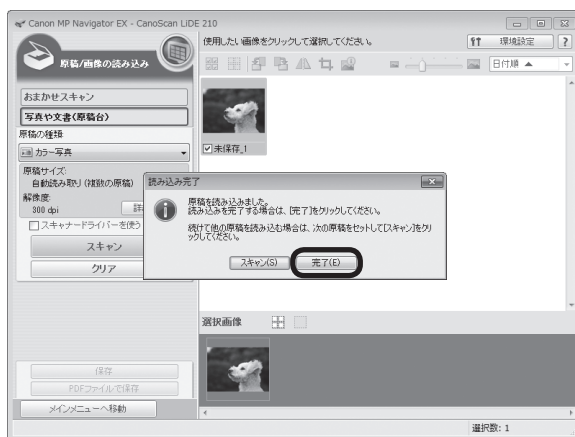 Canon MP Navigator EX - CanoScan LiDE 210
原稿/画像の読み込み
使用したい画像をクリックして選択してください。
環境設定
?
日付順 ▲
おまかせスキャン
写真や文書(原稿台)
原稿の種類
カラー写真
原稿サイズ:
自動読み取り (複数の原稿)
解像度:
300 dpi
スキャナードライバーを使う
スキャン
クリア
未保存_1
読み込み完了
原稿を読み込みました。
読み込みを完了する場合は、[完了]をクリックしてください。
続けて他の原稿を読み込む場合は、次の原稿をセットして[スキャン]をクリ
ックしてください。
スキャン(S)
完了(E)
選択画像
保存
PDFファイルで保存
メインメニューへ移動
選択数: 1